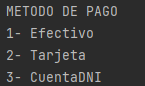 METODO DE PAGO
1- Efectivo
2- Tarjeta
3- CuentaDNI